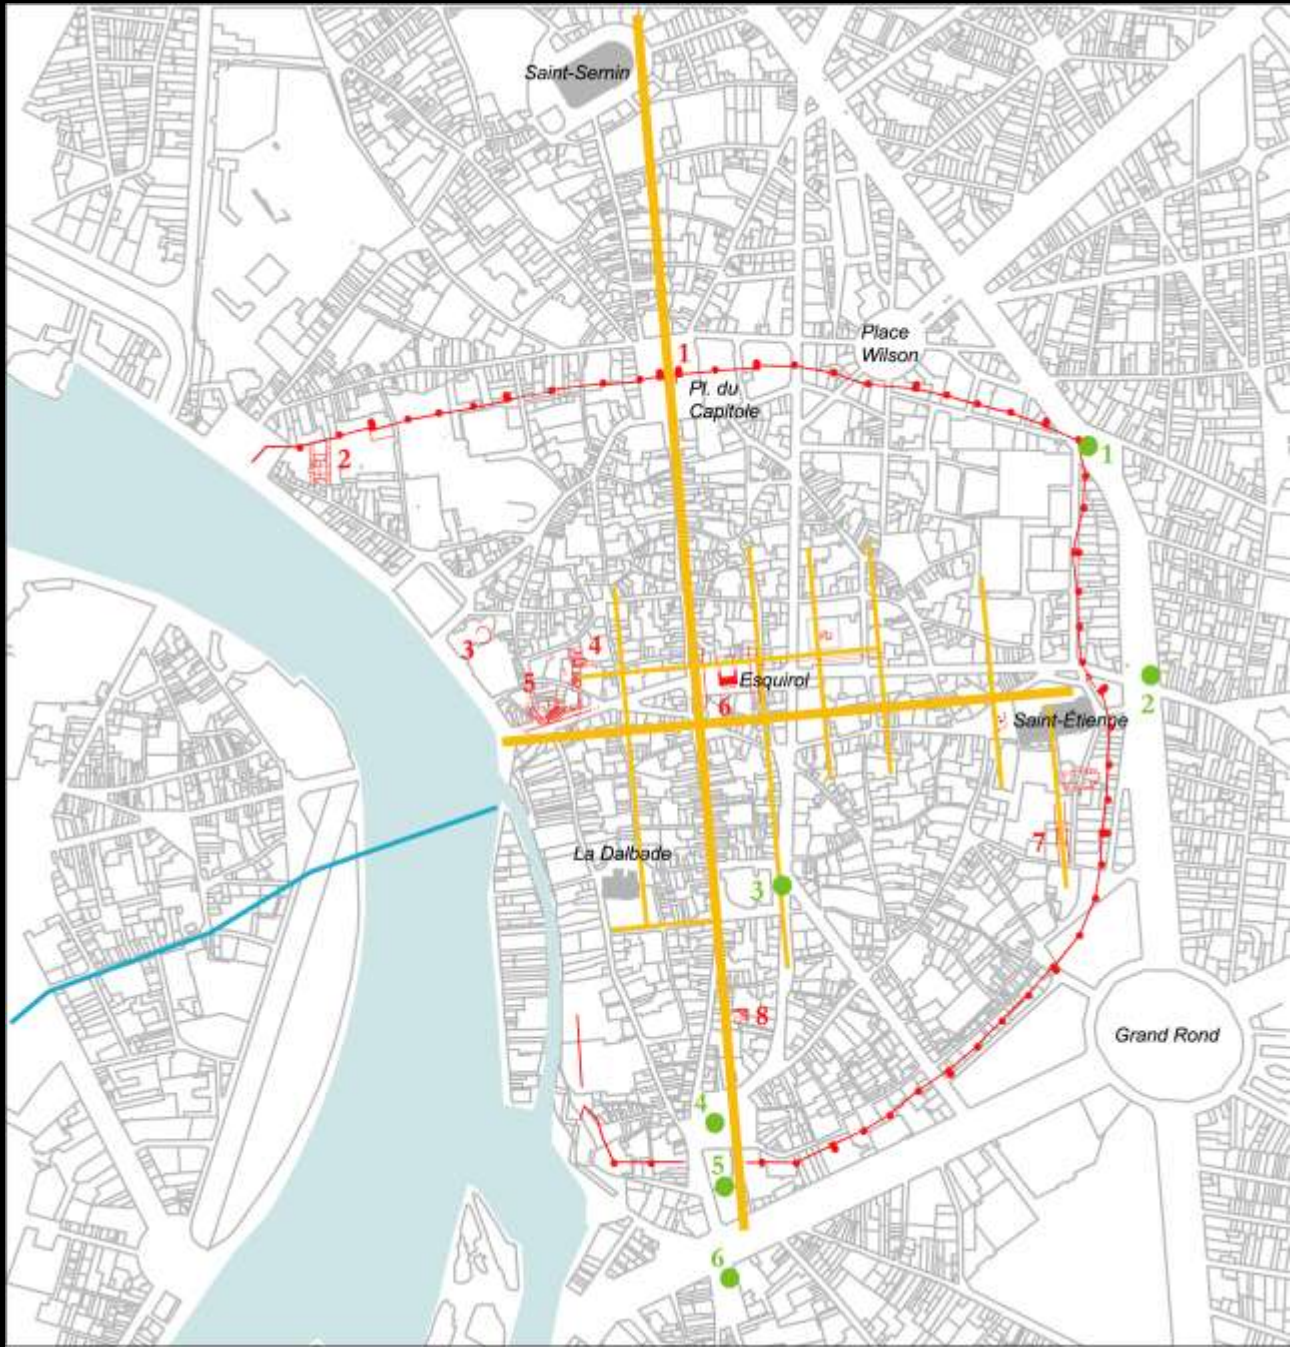 Saint-Sernin
Place
Wilson
1
Pl. du
Capitole
2
1
3
4
5
Esquirol
6
2
Saint-Étienne
7
La Dalbade
3
8
Grand Rond
4
5
6